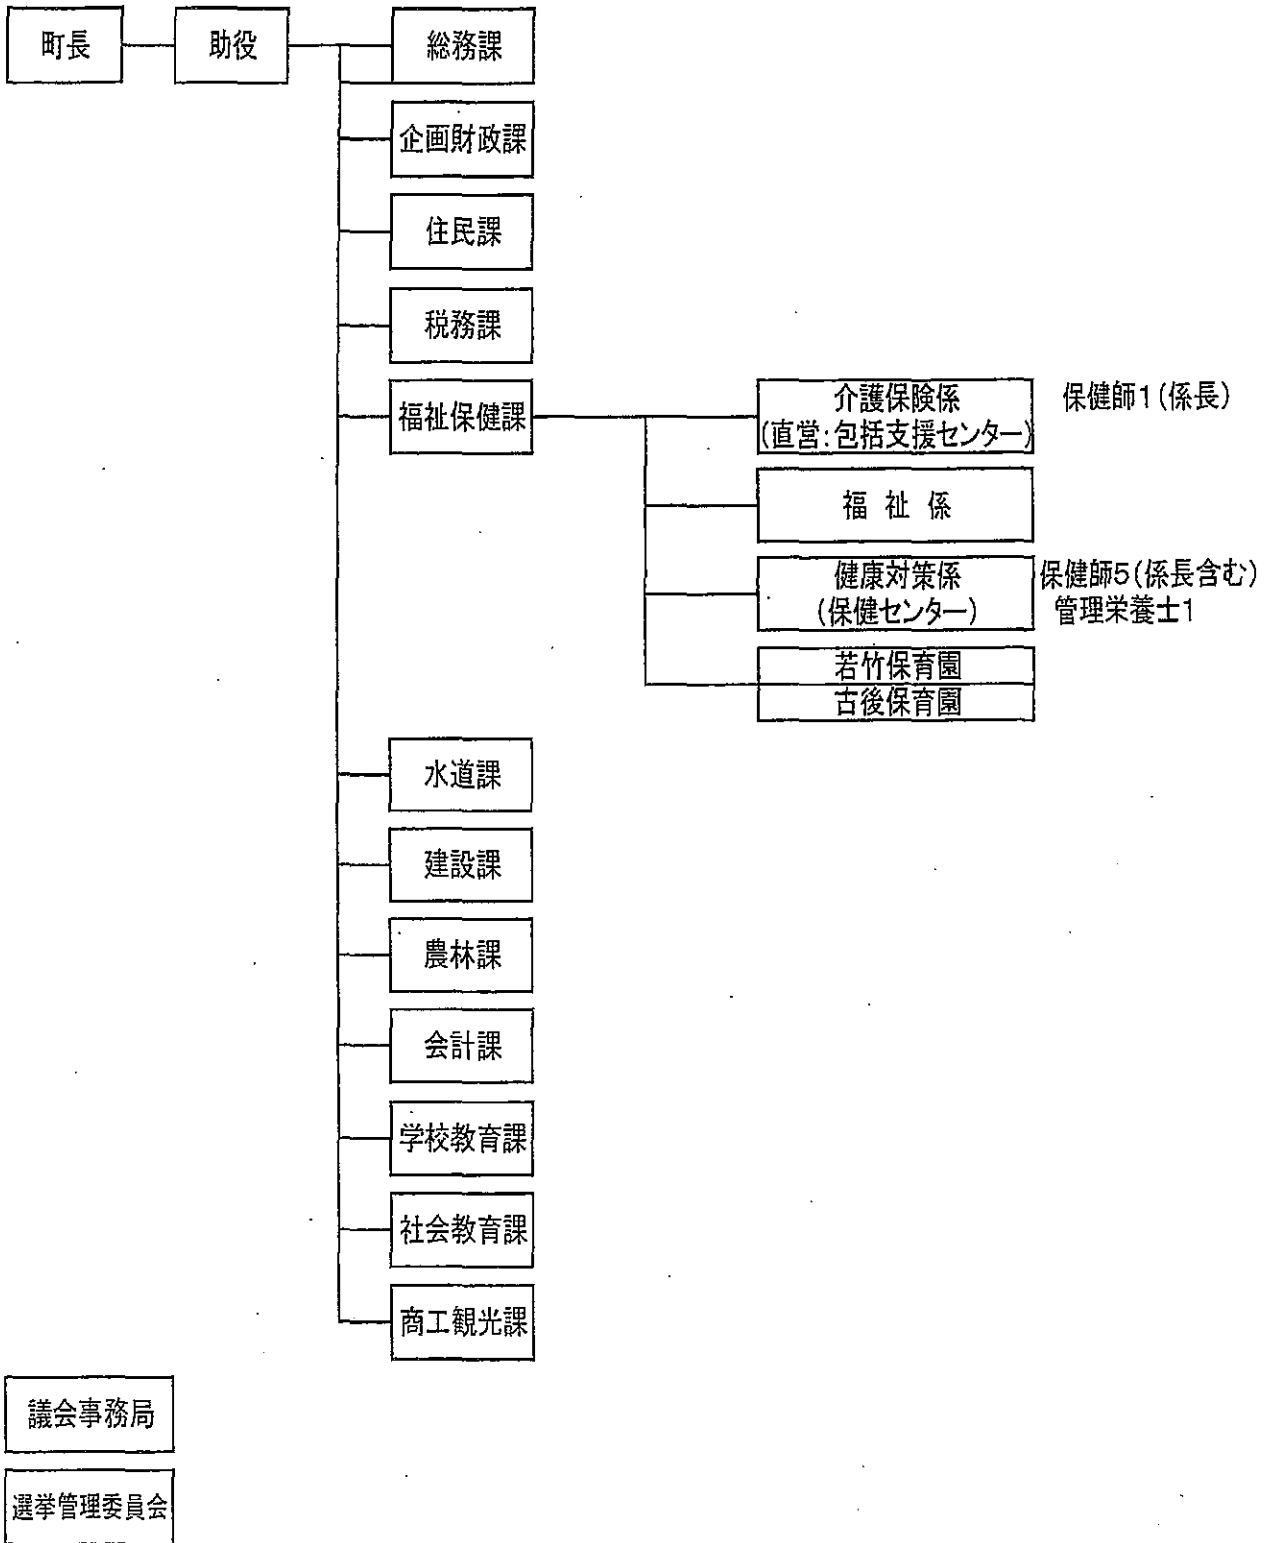 町長
助役
総務課
企画財政課
住民課
税務課
福祉保健課
介護保険係
(直営:包括支援センター)
保健師1(係長)
福 祉 係
健康対策係
(保健センター)
保健師5(係長含む)
管理栄養士1
若竹保育園
古後保育園
水道課
建設課
農林課
会計課
学校教育課
社会教育課
商工観光課
議会事務局
選挙管理委員会